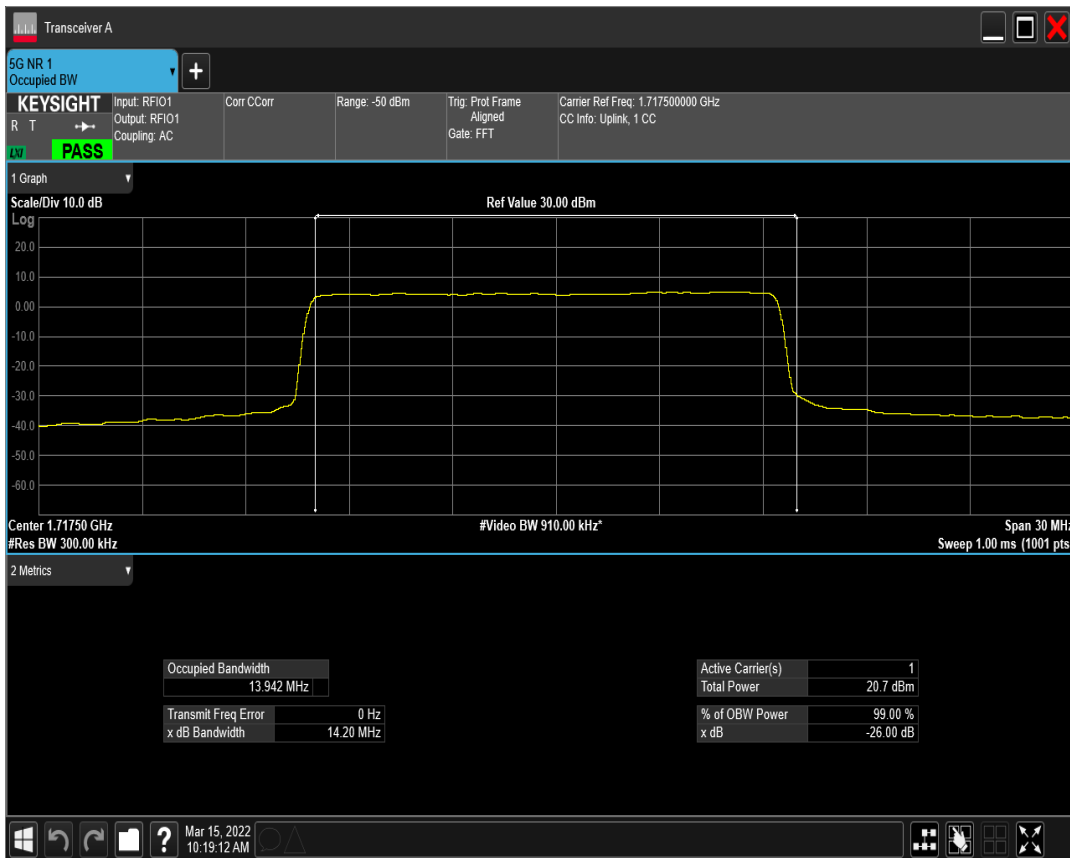 Transceiver A
5G NR 1
Occupied BW
KEYSIGHT
R T
LXI
PASS
Input: RFIO1
Output: RFIO1
Coupling: AC
Corr CCorr
Range: -50 dBm
Trig: Prot Frame
Aligned
Gate: FFT
Carrier Ref Freq: 1.717500000 GHz
CC Info: Uplink, 1 CC
1 Graph
Scale/Div 10.0 dB
Ref Value 30.00 dBm
Log
20.0
10.0
0.00
-10.0
-20.0
-30.0
-40.0
-50.0
-60.0
Center 1.71750 GHz
#Video BW 910.00 kHz*
Span 30 MHz
#Res BW 300.00 kHz
Sweep 1.00 ms (1001 pts
2 Metrics
Occupied Bandwidth
13.942 MHz
Transmit Freq Error 0 Hz
x dB Bandwidth 14.20 MHz
Active Carrier(s) 1
Total Power 20.7 dBm
% of OBW Power 99.00 %
x dB -26.00 dB
?
Mar 15, 2022
10:19:12 AM